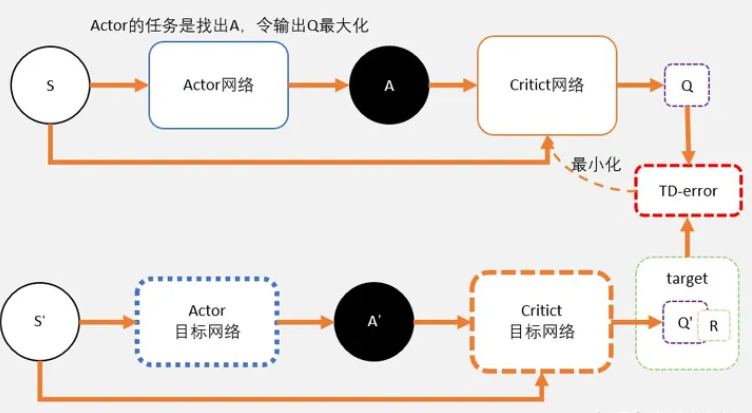 Actor的任务是找出A，令输出Q最大化
S
Actor网络
A
Critict网络
Q
最小化
TD-error
target
S‘
Actor
目标网络
A’
Critict
目标网络
Q'
R